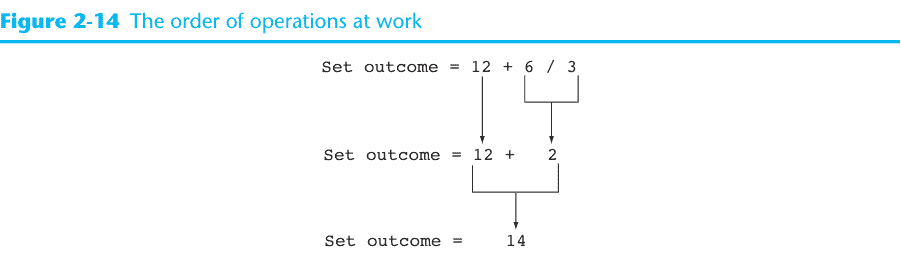 Figure 2-14 The order of operations at work
Set outcome = 12 + 6 / 3
Set outcome = 12 + 2
Set outcome = 14